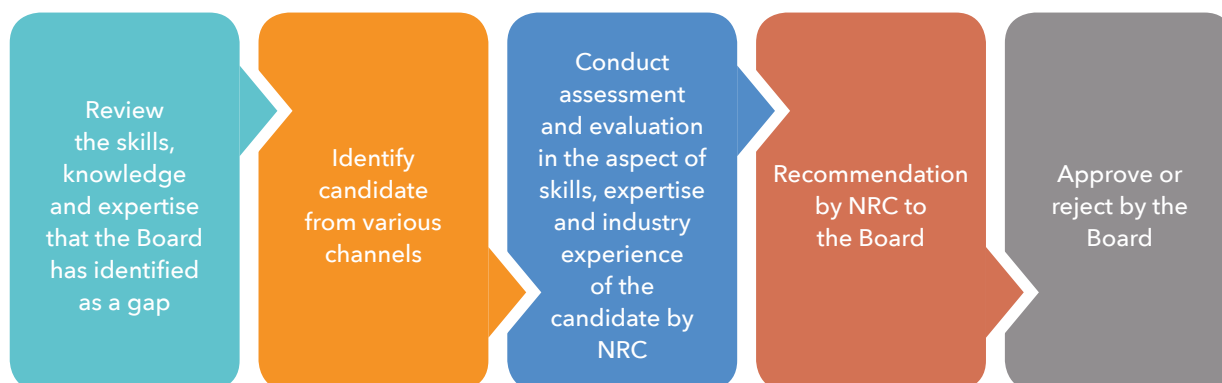 Review
the skills,
knowledge
and expertise
that the Board
has identified
as a gap
Identify
candidate
from various
channels
Conduct
assessment
and evaluation
in the aspect of
skills, expertise
and industry
experience
of the
candidate by
NRC
Recommendation
by NRC to
the Board
Approve or
reject by the
Board